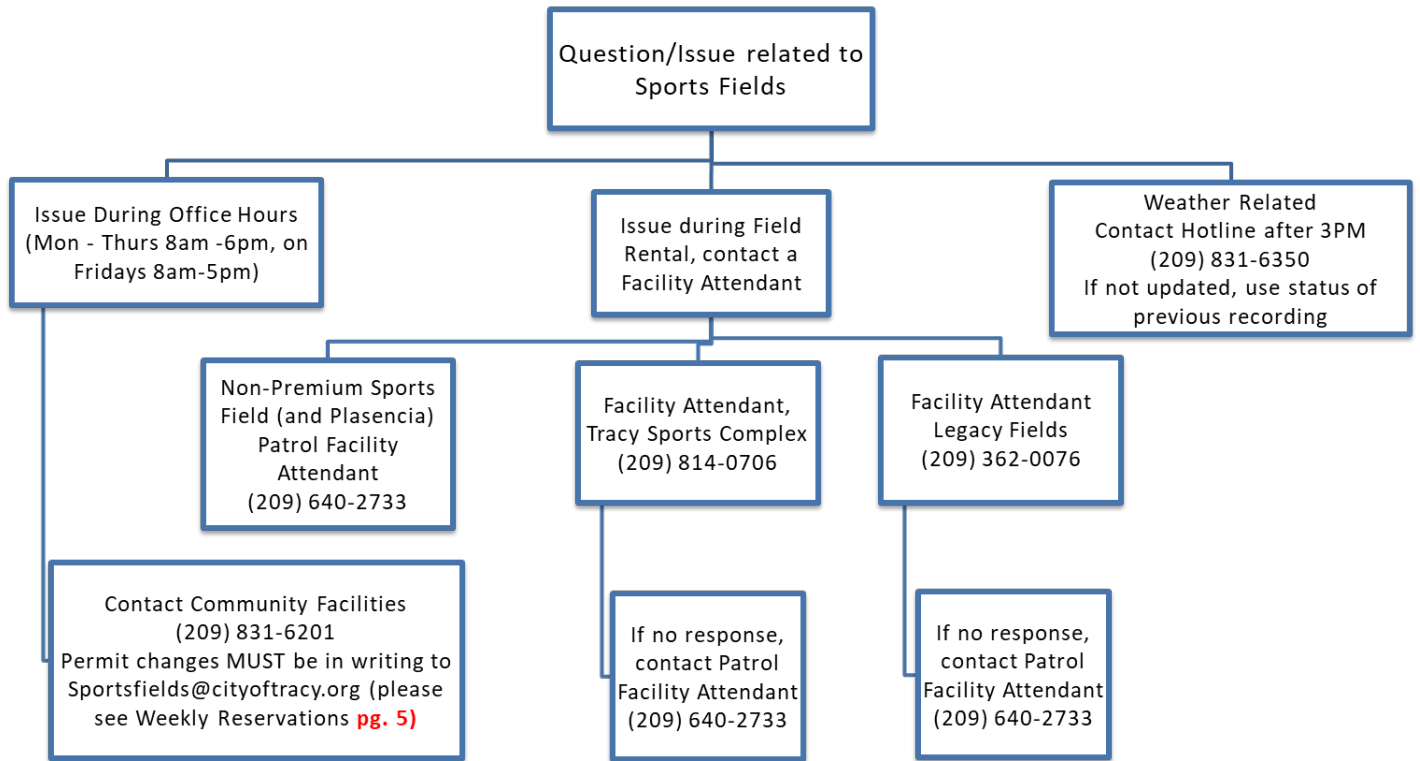 Question/Issue related to
Sports Fields
Issue During Office Hours
(Mon - Thurs 8am -6pm, on
Fridays 8am-5pm)
Issue during Field
Rental, contact a
Facility Attendant
Weather Related
Contact Hotline after 3PM
(209) 831-6350
If not updated, use status of
previous recording
Non-Premium Sports
Field (and Plasencia)
Patrol Facility
Attendant
(209) 640-2733
Facility Attendant,
Tracy Sports Complex
(209) 814-0706
Facility Attendant
Legacy Fields
(209) 362-0076
Contact Community Facilities
(209) 831-6201
Permit changes MUST be in writing to
Sportsfields@cityoftracy.org (please
see Weekly Reservations pg. 5)
If no response,
contact Patrol
Facility Attendant
(209) 640-2733
If no response,
contact Patrol
Facility Attendant
(209) 640-2733